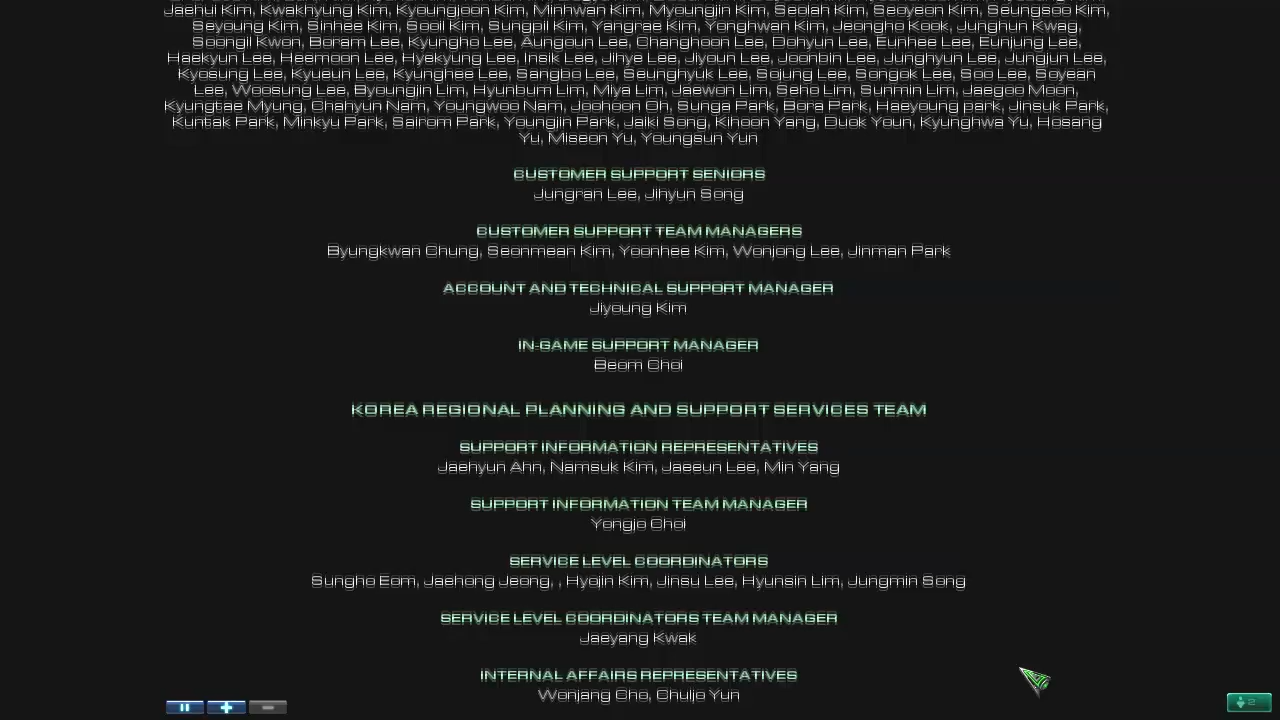 Jaehui Kim, Kwakhyung Kim, Kyoungjoon Kim, Minhwan Kim, Myoungjin Kim, Seolah Kim, Seoyeon Kim, Seungsoo Kim,
Seyoung Kim, Sinhee Kim, Sooil Kim, Sungpil Kim, Yangrae Kim, Yonghwan Kim, Jeongho Kook, Junghun Kwag,
Soongil Kwon, Boram Lee, Kyungho Lee, Aungoun Lee, Changhoon Lee, Dohyun Lee, Eunhee Lee, Eunjung Lee,
Haekyun Lee, Heemoon Lee, Hyekyung Lee, Insik Lee, Jihye Lee, Jiyoun Lee, Joonbin Lee, Junghyun Lee, Jungjun Lee,
Kyosung Lee, Kyueun Lee, Kyunghee Lee, Sangbo Lee, Seunghyuk Lee, Sojung Lee, Songok Lee, Soo Lee, Soyean
Lee, Woosung Lee, Byoungjin Lim, Hyunbum Lim, Miya Lim, Jaewon Lim, Seho Lim, Sunmin Lim, Jaegoo Moon,
Kyungtae Myung, Chahyun Nam, Youngwoo Nam, Joohoon Oh, Sunga Park, Bora Park, Haeyoung park, Jinsuk Park,
Kuntak Park, Minkyu Park, Sairom Park, Youngjin Park, Jaiki Song, Kihoon Yang, Duok Youn, Kyunghwa Yu, Hosang
Yu, Miseon Yu, Youngsun Yun
CUSTOMER SUPPORT SENIORS
Jungran Lee, Jihyun Song
CUSTOMER SUPPORT TEAM MANAGERS
Byungkwan Chung, Seonmean Kim, Yoonhee Kim, Wonjong Lee, Jinman Park
ACCOUNT AND TECHNICAL SUPPORT MANAGER
Jiyoung Kim
IN-GAME SUPPORT MANAGER
Beom Choi
KOREA REGIONAL PLANNING AND SUPPORT SERVICES TEAM
SUPPORT INFORMATION REPRESENTATIVES
Jaehyun Ahn, Namsuk Kim, Jaeeun Lee, Min Yang
SUPPORT INFORMATION TEAM MANAGER
Yongjo Choi
SERVICE LEVEL COORDINATORS
Sungho Eom, Jaehong Jeong, , Hyojin Kim, Jinsu Lee, Hyunsin Lim, Jungmin Song
SERVICE LEVEL COORDINATORS TEAM MANAGER
Jaeyang Kwak
INTERNAL AFFAIRS REPRESENTATIVES
Wonjang Cho, Chuljo Yun
2